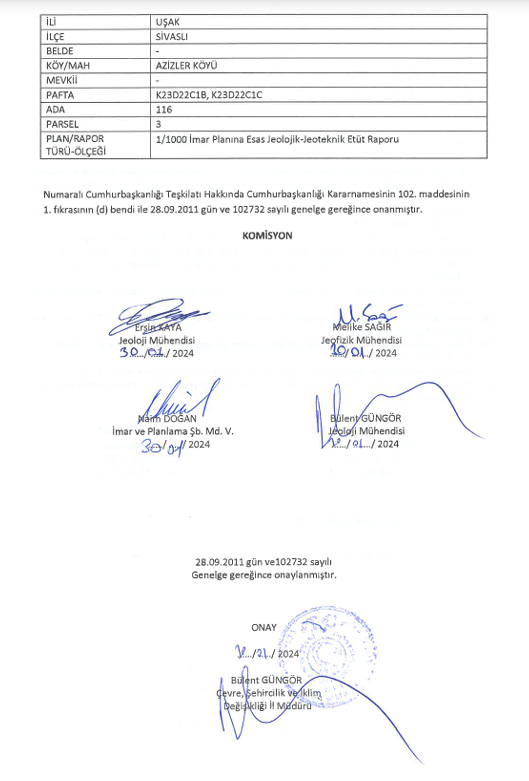 İLİ UŞAK
İLÇE SİVASLI
BELDE -
KÖY/MAH AZİZLER KÖYÜ
MEVKİİ -
PAFTA K23D22C1B, K23D22C1C
ADA 116
PARSEL 3
PLAN/RAPOR 1/1000 İmar Planına Esas Jeolojik-Jeoteknik Etüt Raporu
TÜRÜ-ÖLÇEĞİ
Numaralı Cumhurbaşkanlığı Teşkilatı Hakkında Cumhurbaşkanlığı Kararnamesinin 102. maddesinin
1. fıkrasının (d) bendi ile 28.09.2011 gün ve 102732 sayılı genelge gereğince onanmıştır.
KOMİSYON
Ersin KAYA
Jeoloji Mühendisi
30/01/2024
Melike SAĞIR
Jeofizik Mühendisi
30/01/2024
Naim DOĞAN
İmar ve Planlama Şb. Md. V.
30/01/2024
Bülent GÜNGÖR
Jeoloji Mühendisi
/01/2024
28.09.2011 gün ve102732 sayılı
Genelge gereğince onaylanmıştır.
ONAY
/01/2024
Bülent GÜNGÖR
Çevre, Şehircilik ve İklim
Değişikliği İl Müdürü